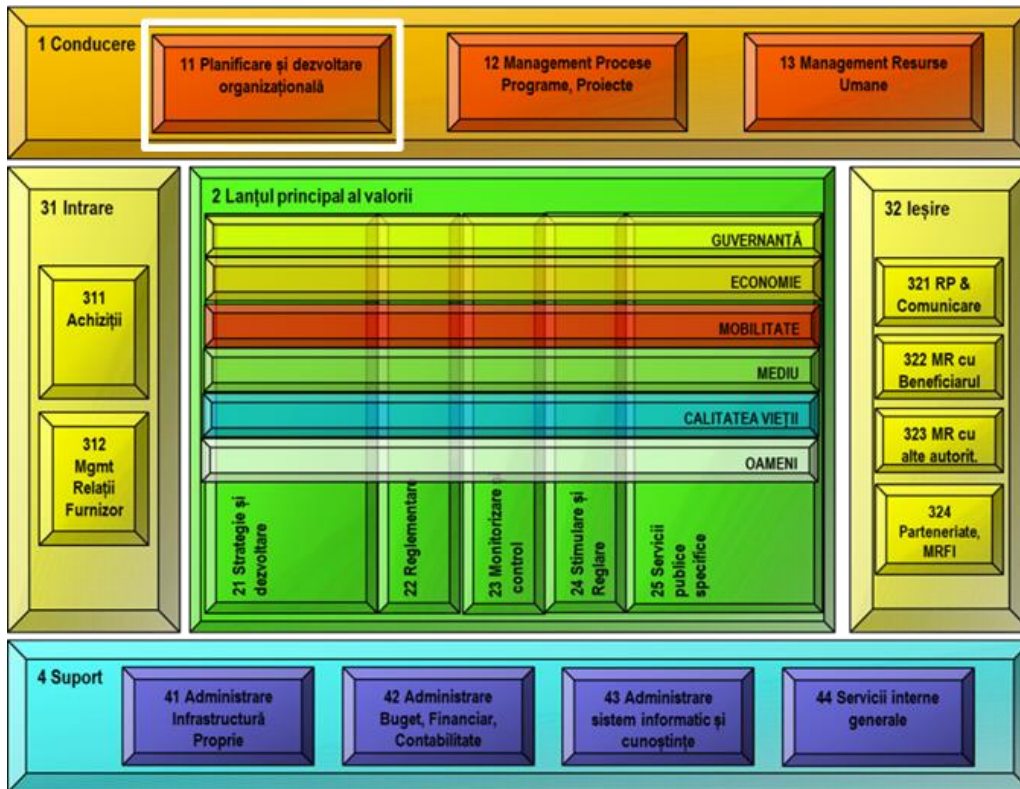 1 Conducere
11 Planificare și dezvoltare
organizațională
12 Management Procese
Programe, Proiecte
13 Management Resurse
Umane
31 Intrare
311
Achiziții
312
Mgmt
Relații
Furnizor
2 Lanțul principal al valorii
GUVERNANȚĂ
ECONOMIE
MOBILITATE
MEDIU
CALITATEA VIEȚII
OAMENI
21 Strategie și
dezvoltare
22 Reglementare
23 Monitorizare și
control
24 Stimulare și
Reglare
25 Servicii
publice
specifice
32 Ieșire
321 RP &
Comunicare
322 MR cu
Beneficiarul
323 MR cu
alte autorit.
324
Parteneriate,
MRFI
4 Suport
41 Administrare
Infrastructură
Proprie
42 Administrare
Buget, Financiar,
Contabilitate
43 Administrare
sistem informatic și
cunoștințe
44 Servicii interne
generale